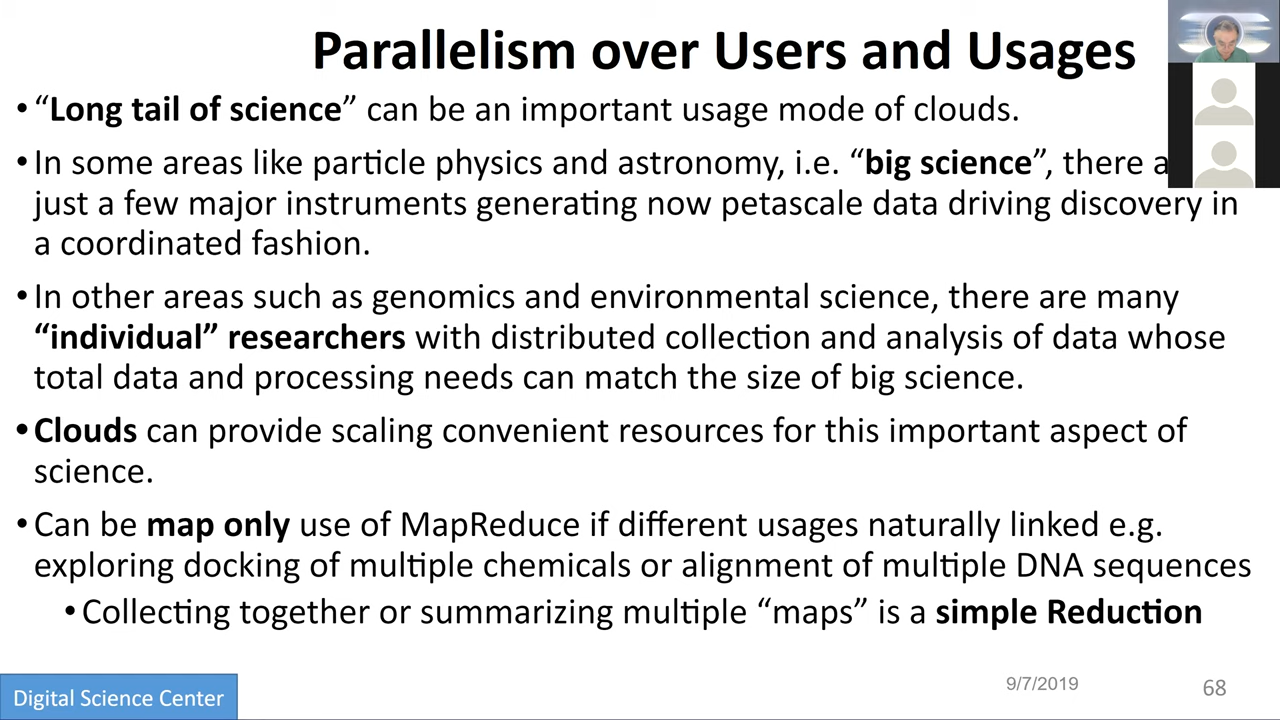 Parallelism over Users and Usages
• “Long tail of science” can be an important usage mode of clouds.
• In some areas like particle physics and astronomy, i.e. “big science”, there
just a few major instruments generating now petascale data driving discovery in
a coordinated fashion.
• In other areas such as genomics and environmental science, there are many
“individual” researchers with distributed collection and analysis of data whose
total data and processing needs can match the size of big science.
• Clouds can provide scaling convenient resources for this important aspect of
science.
• Can be map only use of MapReduce if different usages naturally linked e.g.
exploring docking of multiple chemicals or alignment of multiple DNA sequences
• Collecting together or summarizing multiple “maps” is a simple Reduction
Digital Science Center
9/7/2019
68